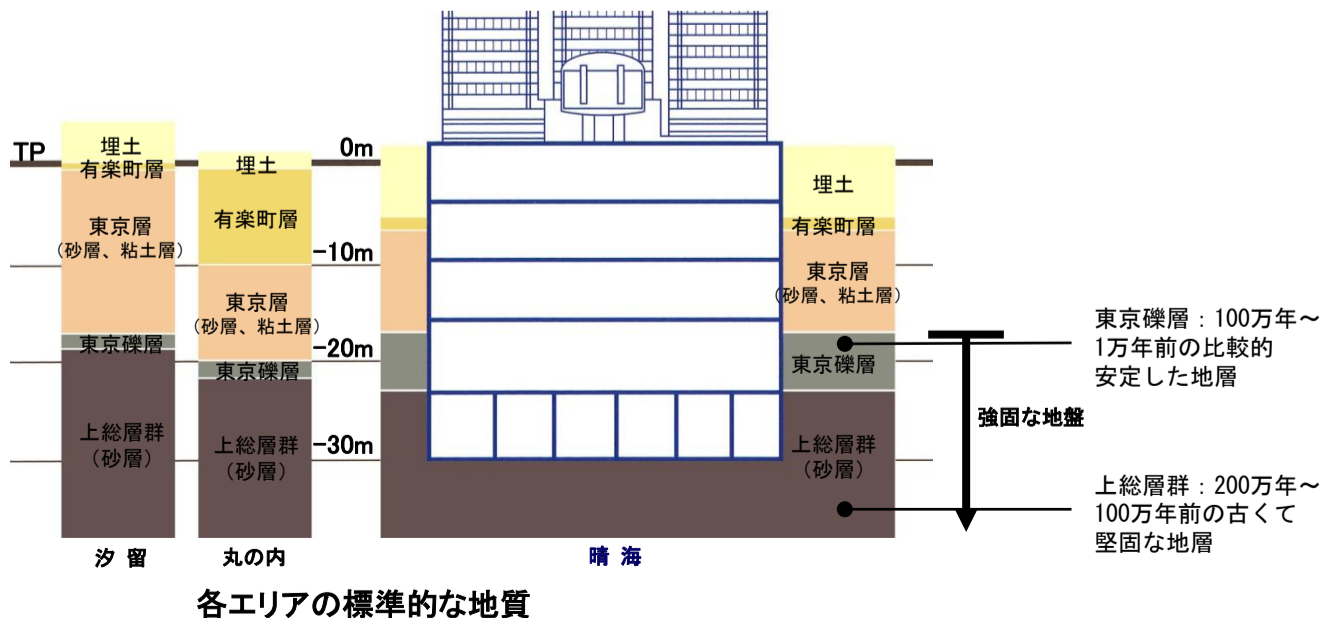 TP
埋土
有楽町層
東京層
（砂層、粘土層）
東京礫層
上総層群
（砂層）
汐 留
埋土
有楽町層
東京層
（砂層、粘土層）
東京礫層
上総層群
（砂層）
丸の内
0m
-10m
-20m
-30m
埋土
有楽町層
東京層
（砂層、粘土層）
東京礫層
上総層群
（砂層）
晴 海
東京礫層：100万年～
1万年前の比較的
安定した地層
強固な地盤
上総層群：200万年～
100万年前の古くて
堅固な地層
各エリアの標準的な地質